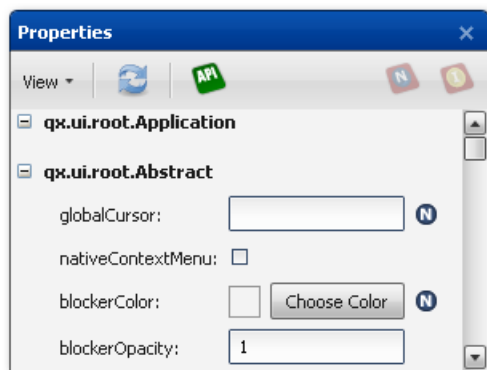 Properties
View API N I
qx.ui.root.Application
qx.ui.root.Abstract
globalCursor: N
nativeContextMenu:
blockerColor: Choose Color N
blockerOpacity: 1